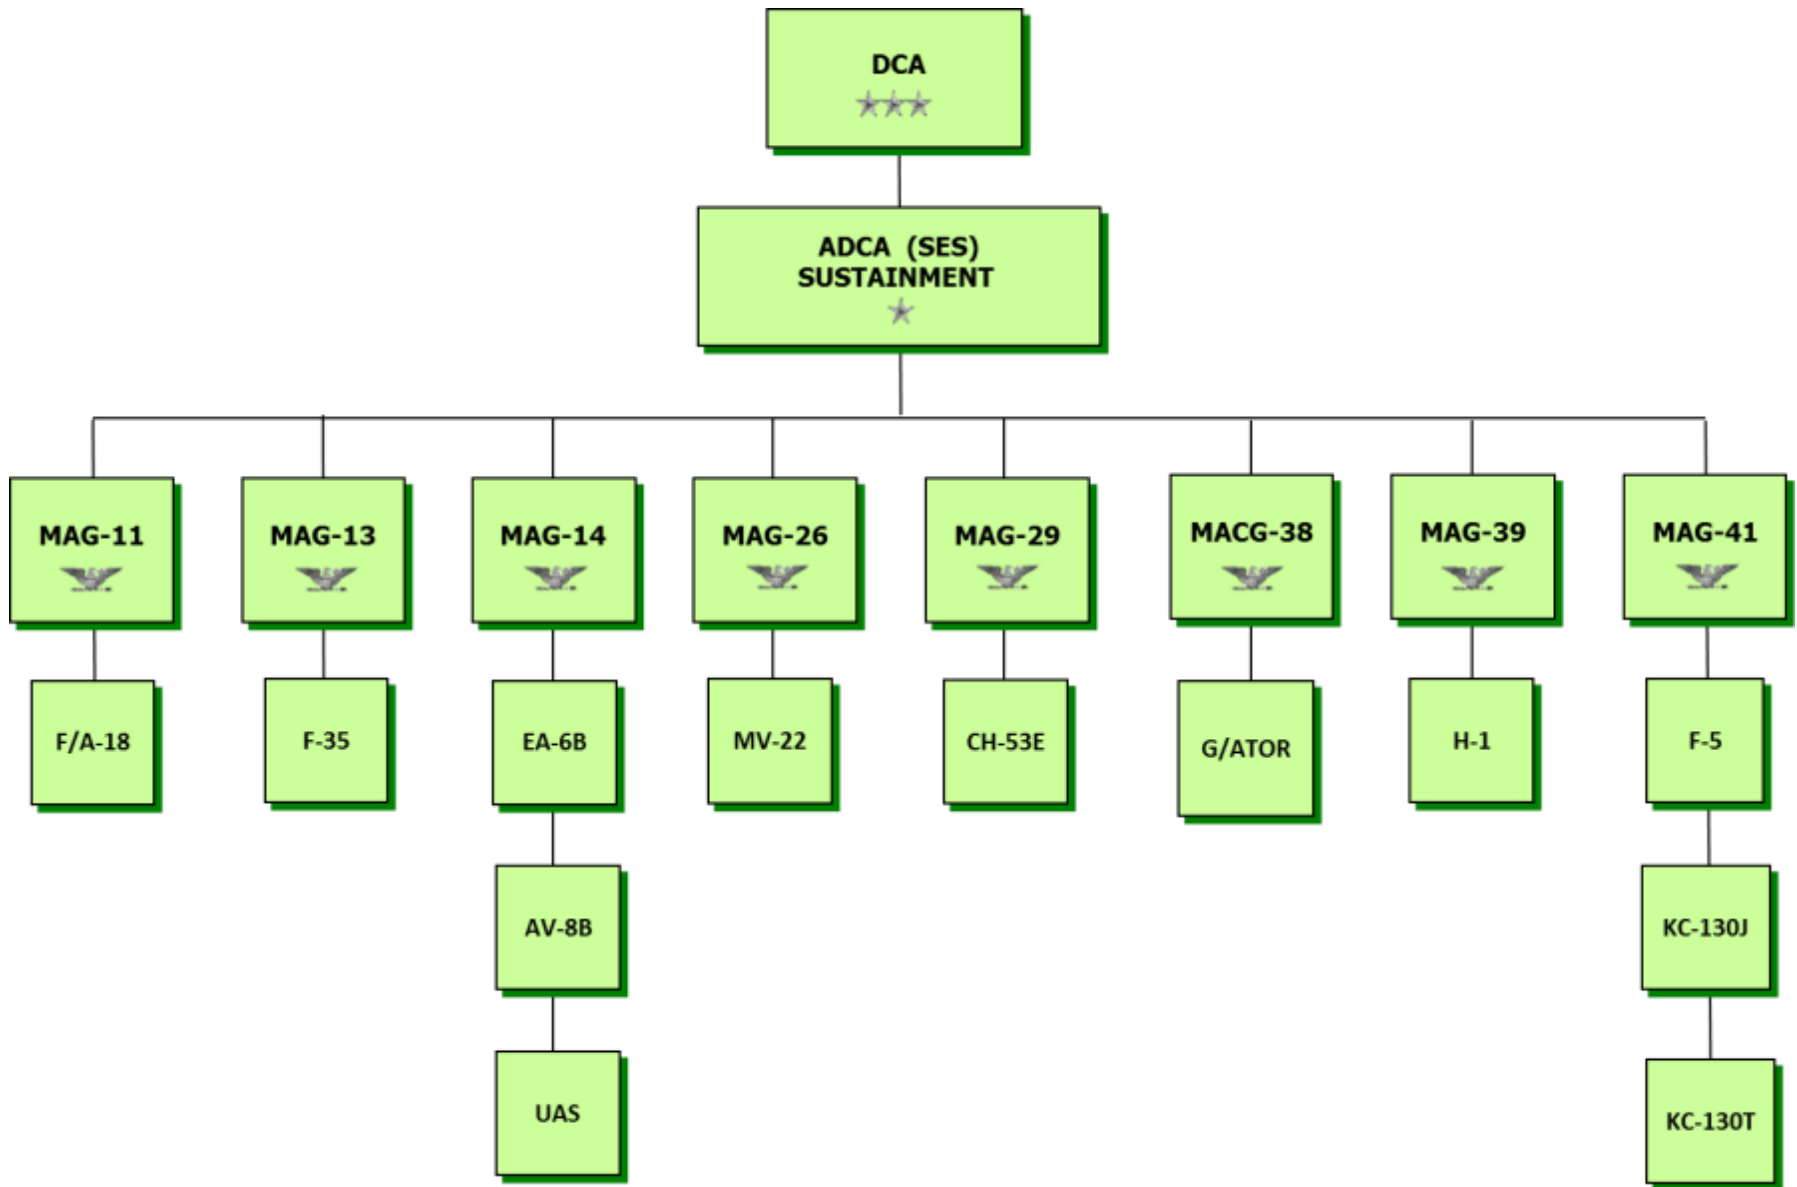 DCA
ADCA (SES)
SUSTAINMENT
MAG-11
MAG-13
MAG-14
MAG-26
MAG-29
MACG-38
MAG-39
MAG-41
F/A-18
F-35
EA-6B
MV-22
CH-53E
G/ATOR
H-1
F-5
AV-8B
KC-130J
UAS
KC-130T